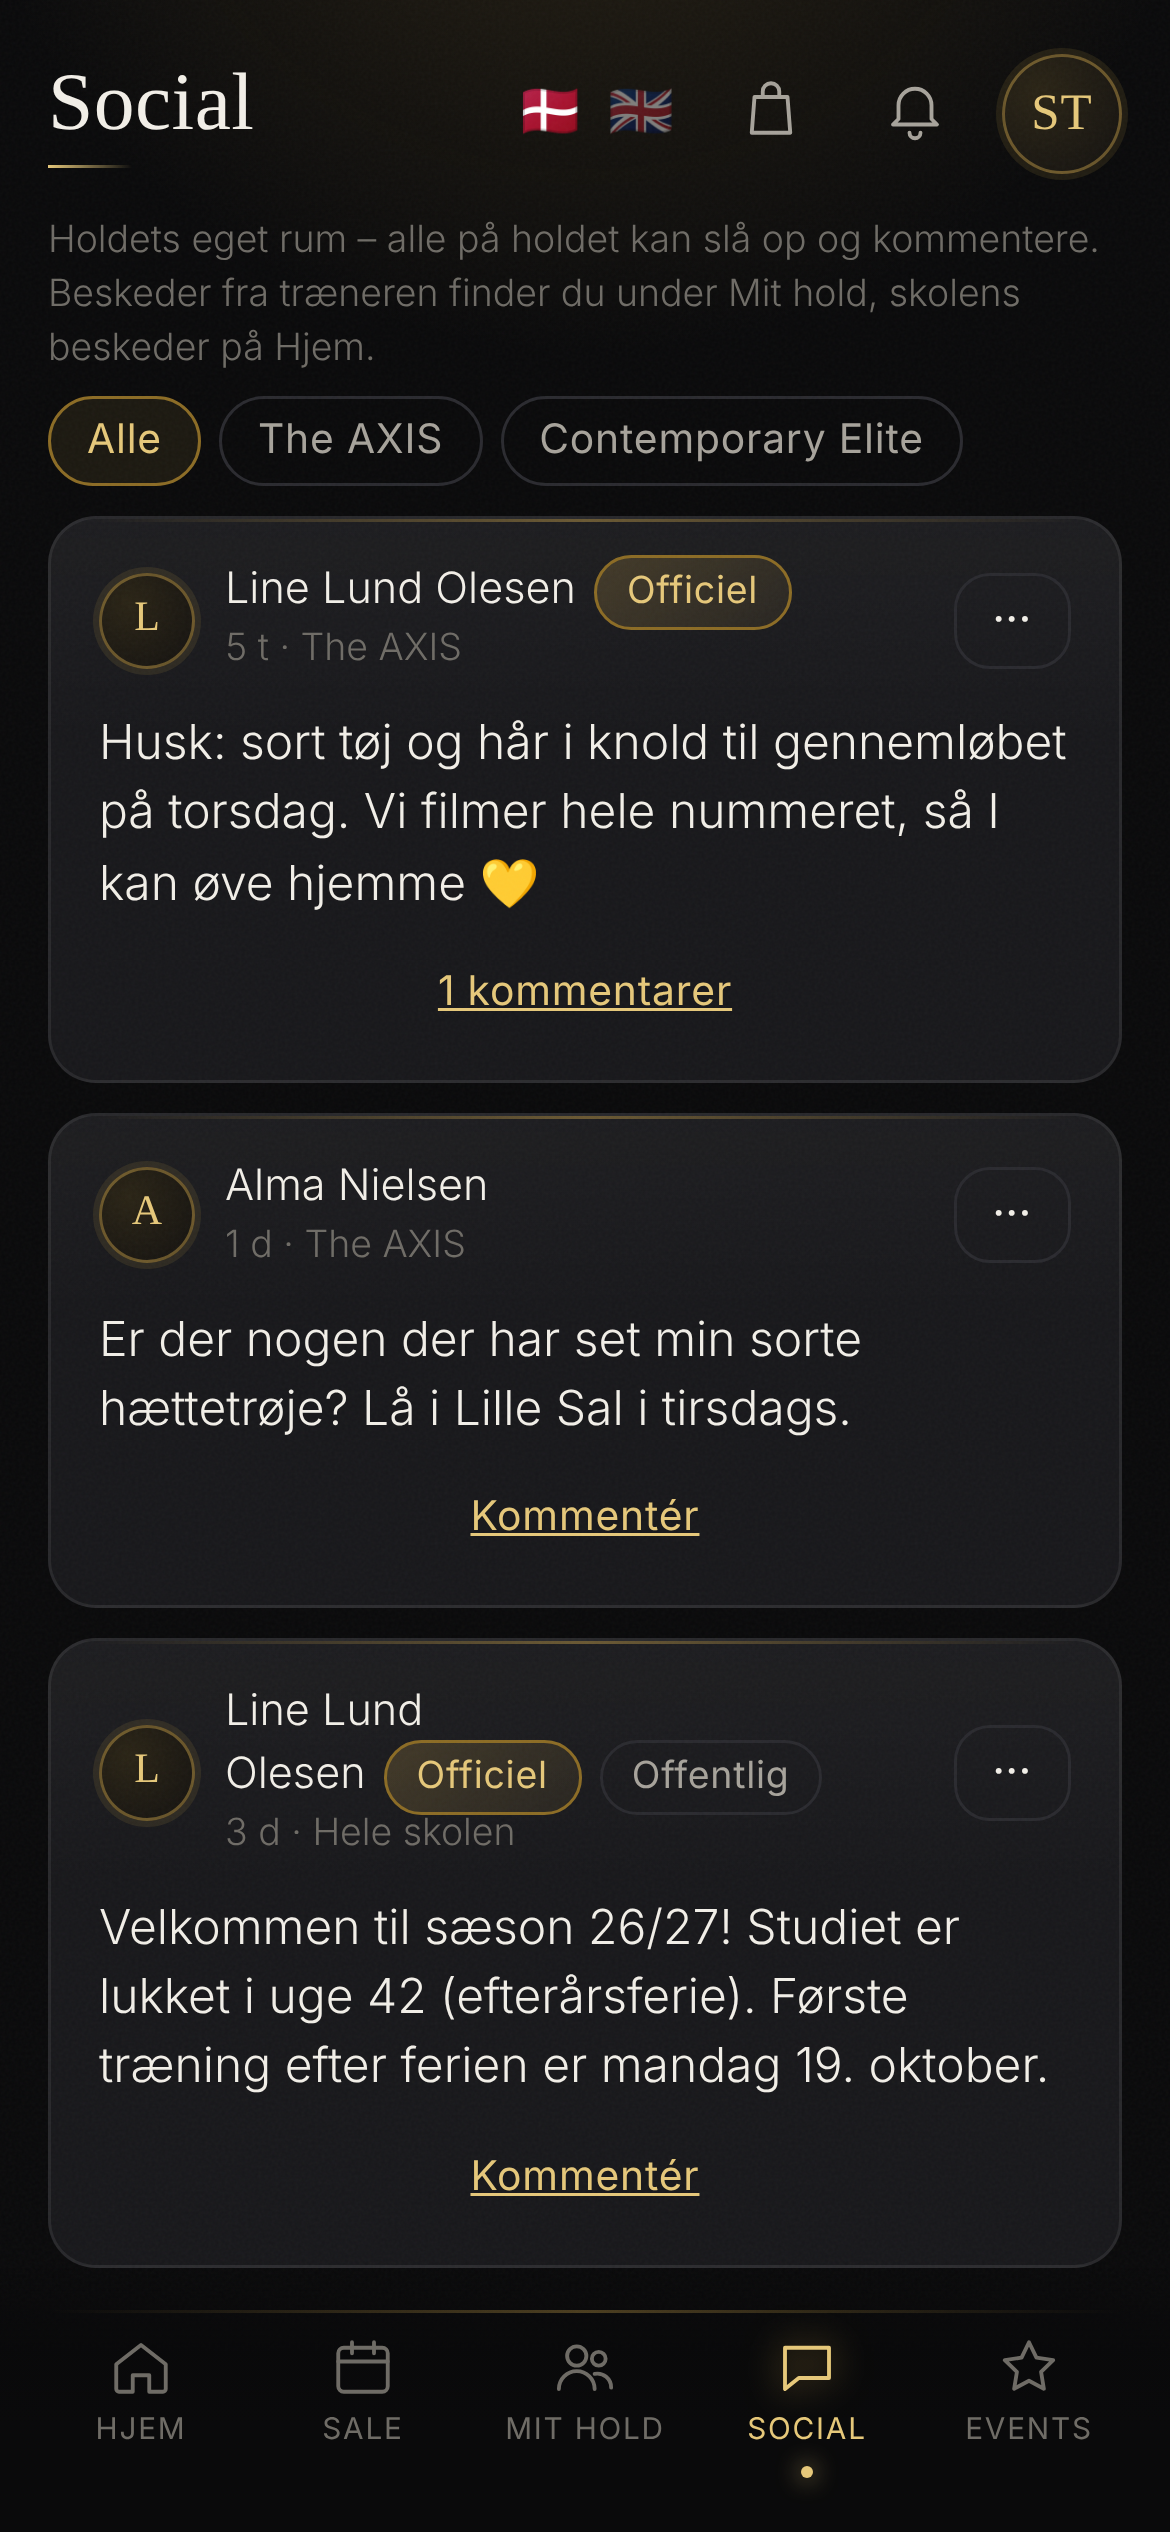 Social
ST
Holdets eget rum – alle på holdet kan slå op og kommentere.
Beskeder fra træneren finder du under Mit hold, skolens
beskeder på Hjem.
Alle
The AXIS
Contemporary Elite
L
Line Lund Olesen
Officiel
5 t · The AXIS
...
Husk: sort tøj og hår i knold til gennemløbet
på torsdag. Vi filmer hele nummeret, så I
kan øve hjemme 💛
1 kommentarer
A
Alma Nielsen
1 d · The AXIS
...
Er der nogen der har set min sorte
hættetrøje? Lå i Lille Sal i tirsdags.
Kommentér
L
Line Lund
Olesen
Officiel
Offentlig
3 d · Hele skolen
...
Velkommen til sæson 26/27! Studiet er
lukket i uge 42 (efterårsferie). Første
træning efter ferien er mandag 19. oktober.
Kommentér
HJEM
SALE
MIT HOLD
SOCIAL
EVENTS